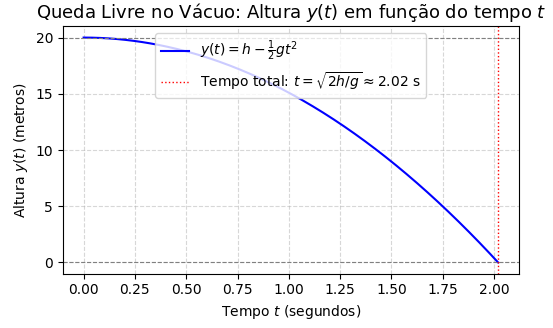 Queda Livre no Vácuo: Altura y(t) em função do tempo t
y(t) = h − ½gt²
Tempo total: t = √2h/g ≈ 2.02 s
Altura y(t) (metros)
20
15
10
5
0
0.00 0.25 0.50 0.75 1.00 1.25 1.50 1.75 2.00
Tempo t (segundos)